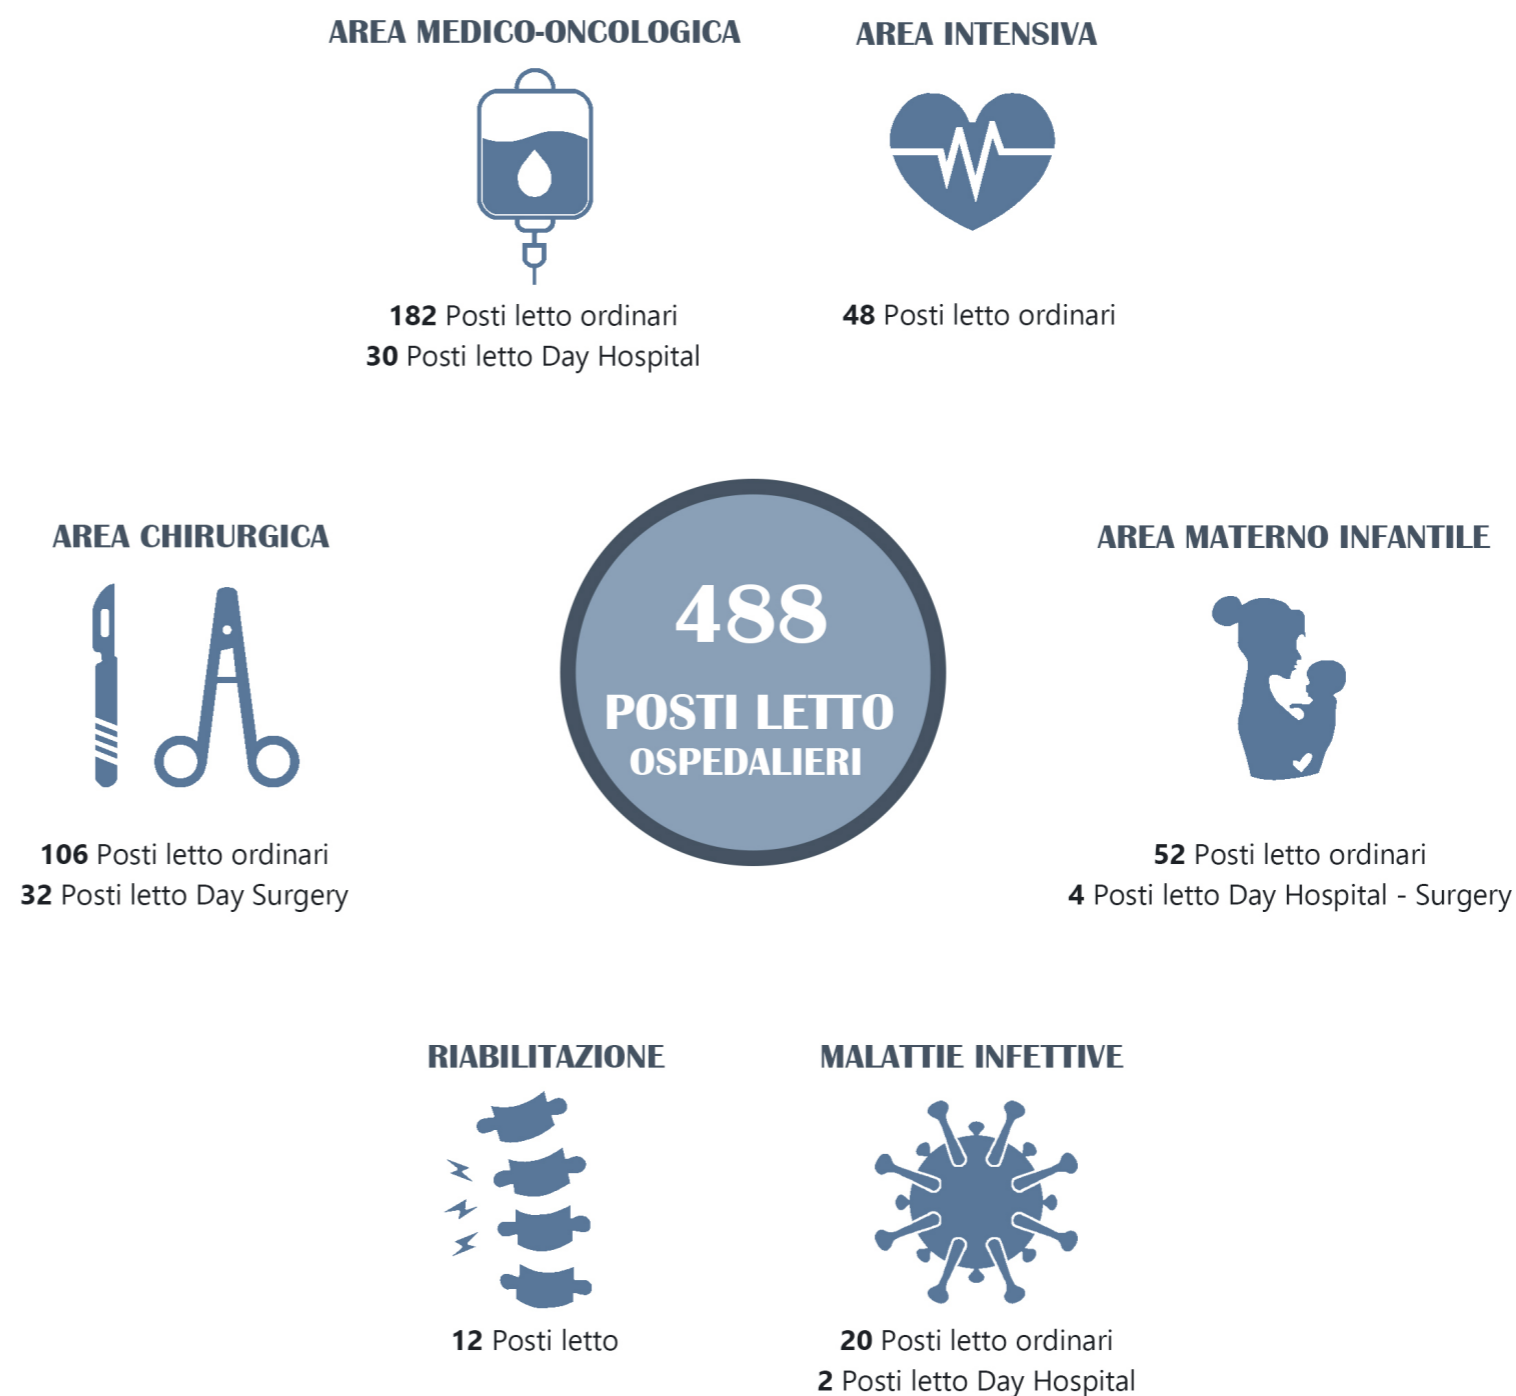 AREA MEDICO-ONCOLOGICA
182 Posti letto ordinari
30 Posti letto Day Hospital
AREA INTENSIVA
48 Posti letto ordinari
AREA CHIRURGICA
106 Posti letto ordinari
32 Posti letto Day Surgery
488
POSTI LETTO
OSPEDALIERI
AREA MATERNO INFANTILE
52 Posti letto ordinari
4 Posti letto Day Hospital - Surgery
RIABILITAZIONE
12 Posti letto
MALATTIE INFETTIVE
20 Posti letto ordinari
2 Posti letto Day Hospital